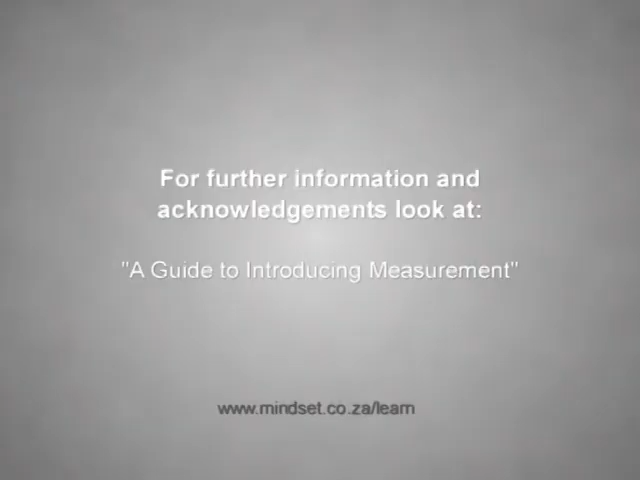 For further information and
acknowledgements look at:
"A Guide to Introducing Measurement"
www.mindset.co.za/learn